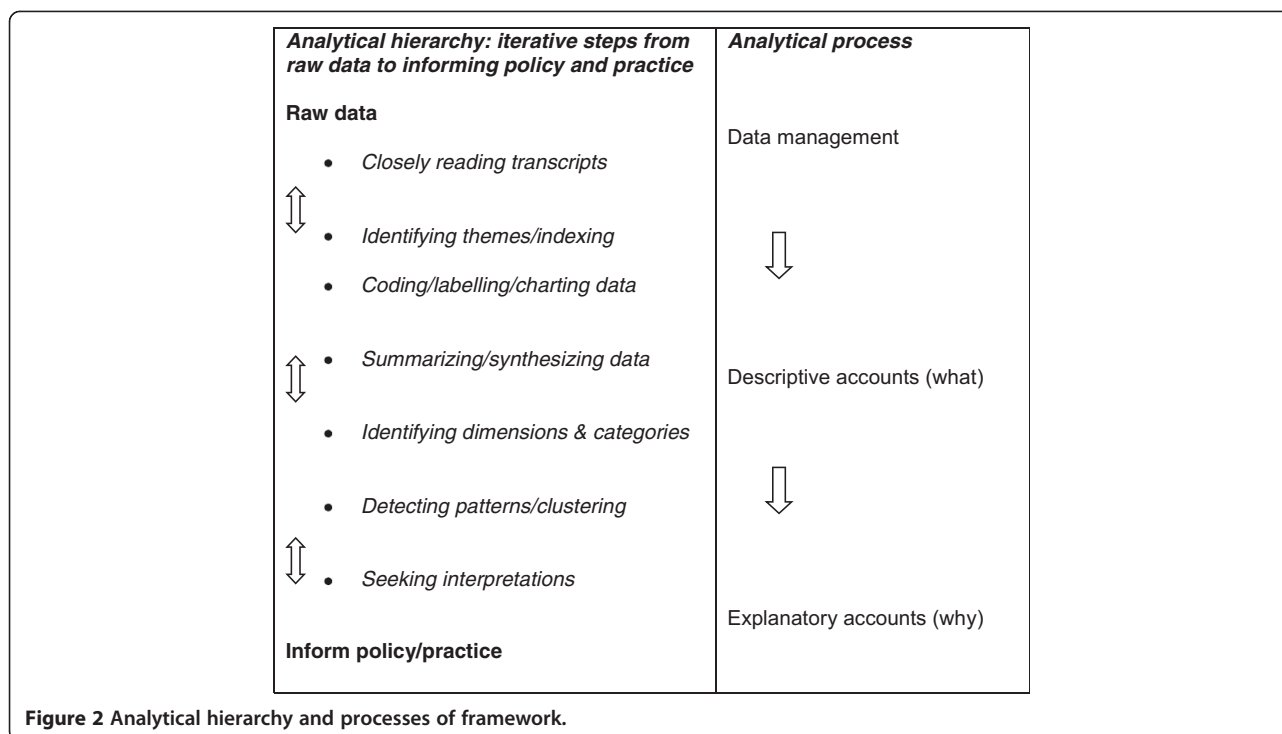 Analytical hierarchy: iterative steps from
raw data to informing policy and practice
Raw data
• Closely reading transcripts
• Identifying themes/indexing
• Coding/labelling/charting data
• Summarizing/synthesizing data
• Identifying dimensions & categories
• Detecting patterns/clustering
• Seeking interpretations
Inform policy/practice
Analytical process
Data management
Descriptive accounts (what)
Explanatory accounts (why)
Figure 2 Analytical hierarchy and processes of framework.